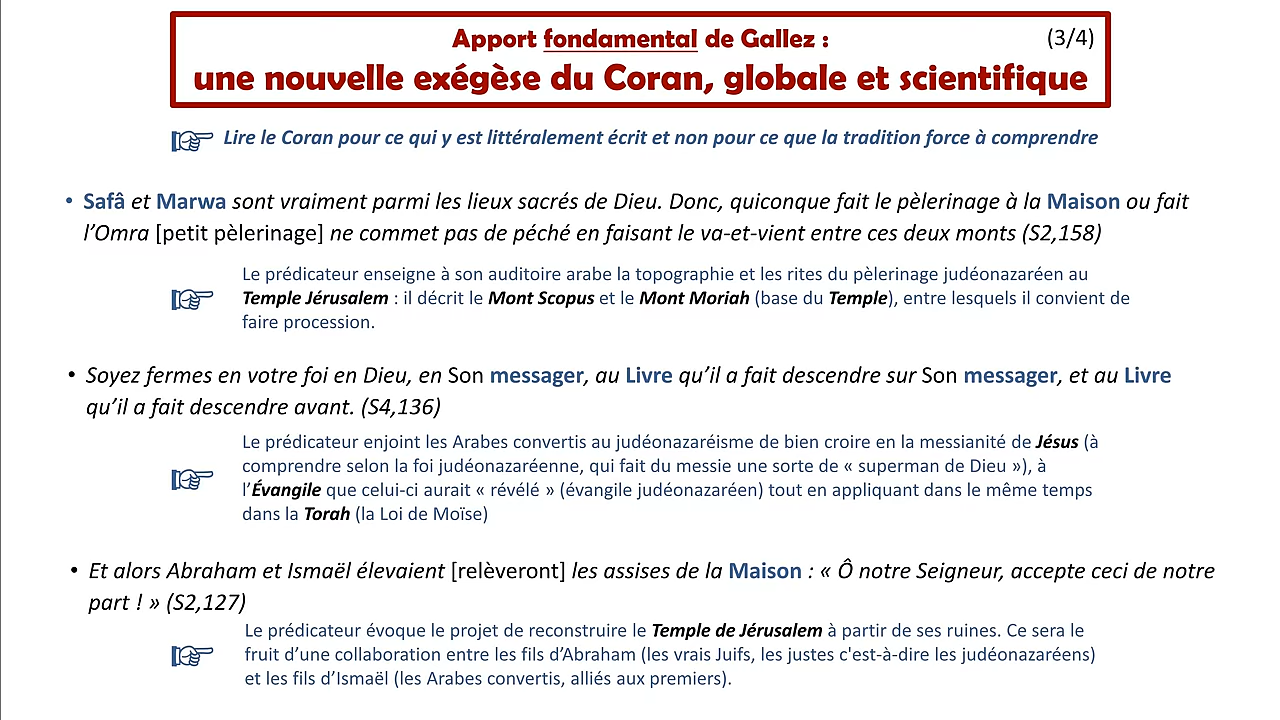 Apport fondamental de Gallez :
(3/4)
une nouvelle exégèse du Coran, globale et scientifique
Lire le Coran pour ce qui y est littéralement écrit et non pour ce que la tradition force à comprendre
• Safâ et Marwa sont vraiment parmi les lieux sacrés de Dieu. Donc, quiconque fait le pèlerinage à la Maison ou fait
l’Omra [petit pèlerinage] ne commet pas de péché en faisant le va-et-vient entre ces deux monts (S2,158)
Le prédicateur enseigne à son auditoire arabe la topographie et les rites du pèlerinage judéonazaréen au
Temple Jérusalem : il décrit le Mont Scopus et le Mont Moriah (base du Temple), entre lesquels il convient de
faire procession.
• Soyez fermes en votre foi en Dieu, en Son messager, au Livre qu’il a fait descendre sur Son messager, et au Livre
qu’il a fait descendre avant. (S4,136)
Le prédicateur enjoint les Arabes convertis au judéonazaréisme de bien croire en la messianité de Jésus (à
comprendre selon la foi judéonazaréenne, qui fait du messie une sorte de « superman de Dieu »), à
l’Évangile que celui-ci aurait « révélé » (évangile judéonazaréen) tout en appliquant dans le même temps
dans la Torah (la Loi de Moïse)
• Et alors Abraham et Ismaël élevaient [relèveront] les assises de la Maison : « Ô notre Seigneur, accepte ceci de notre
part ! » (S2,127)
Le prédicateur évoque le projet de reconstruire le Temple de Jérusalem à partir de ses ruines. Ce sera le
fruit d’une collaboration entre les fils d’Abraham (les vrais Juifs, les justes c'est-à-dire les judéonazaréens)
et les fils d’Ismaël (les Arabes convertis, alliés aux premiers).